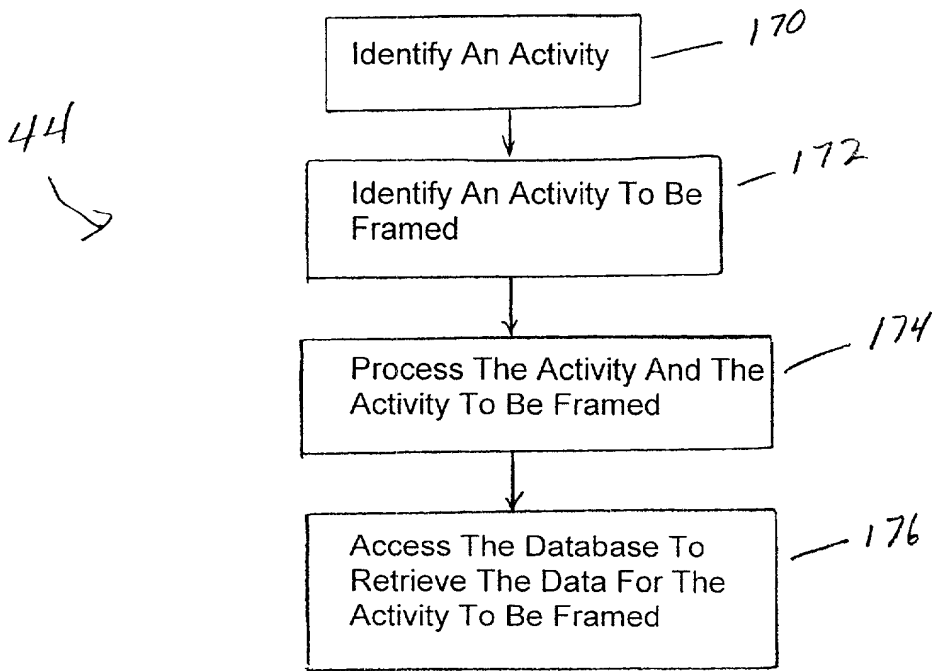 Identify An Activity
170
44
Identify An Activity To Be
Framed
172
Process The Activity And The
Activity To Be Framed
174
Access The Database To
Retrieve The Data For The
Activity To Be Framed
176